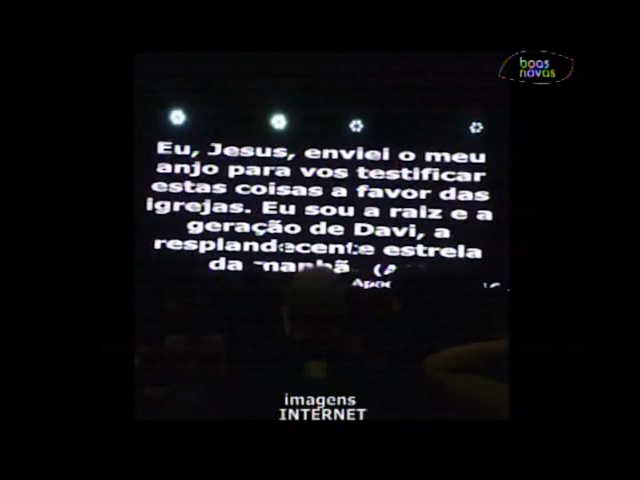 boas
novas
Eu, Jesus, enviei o meu
anjo para vos testificar
estas coisas a favor das
igrejas. Eu sou a raiz e a
geração de Davi, a
resplandecente estrela
da manhã. (A
imagens
INTERNET